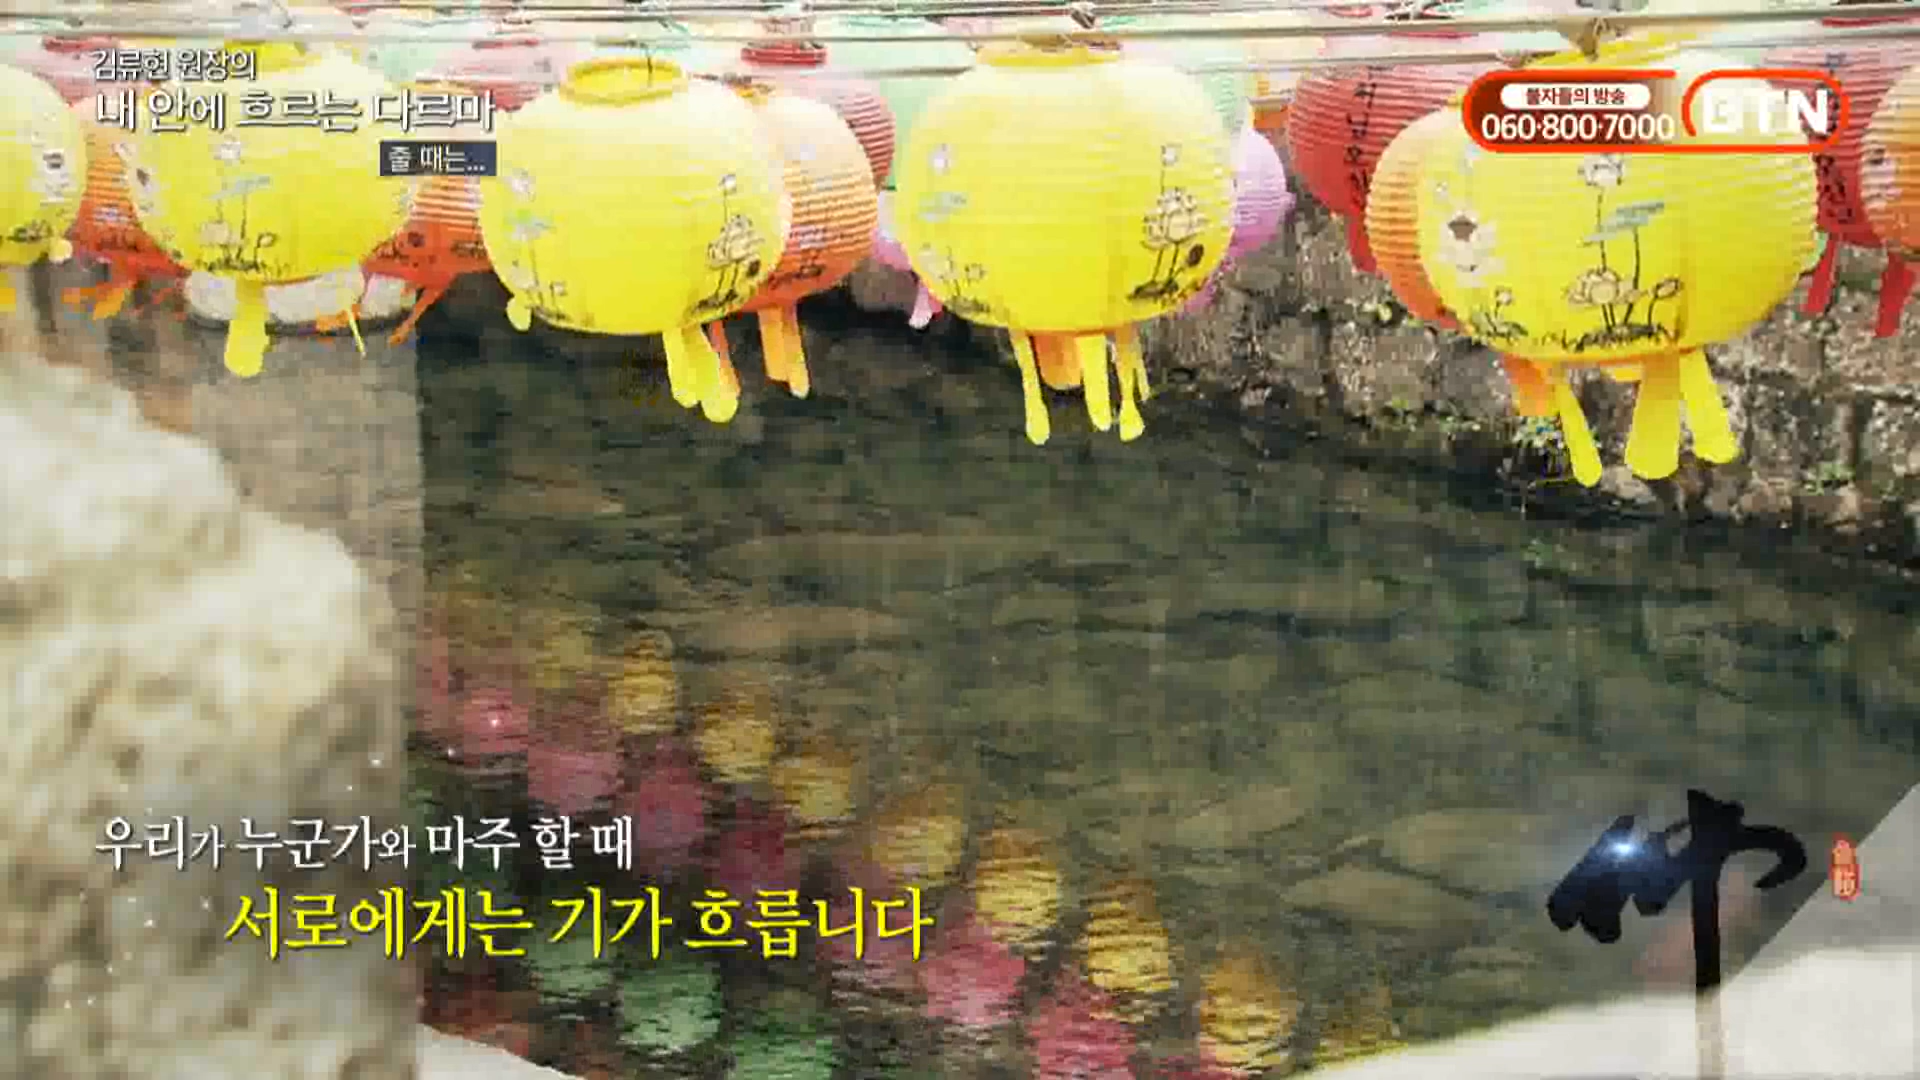 김류현 원장의
내 안에 흐르는 다르마
줄 때는...
불자들의 방송
060·800·7000
BTN
우리가 누군가와 마주 할 때
서로에게는 기가 흐릅니다